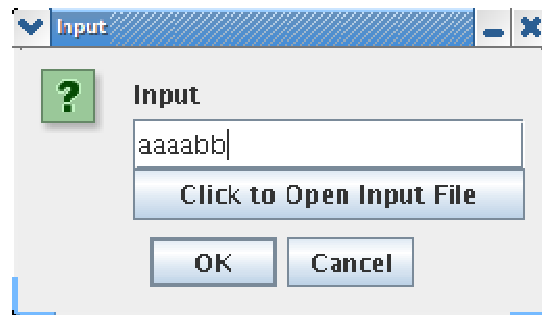 Input
?
Input
aaaabb
Click to Open Input File
OK Cancel